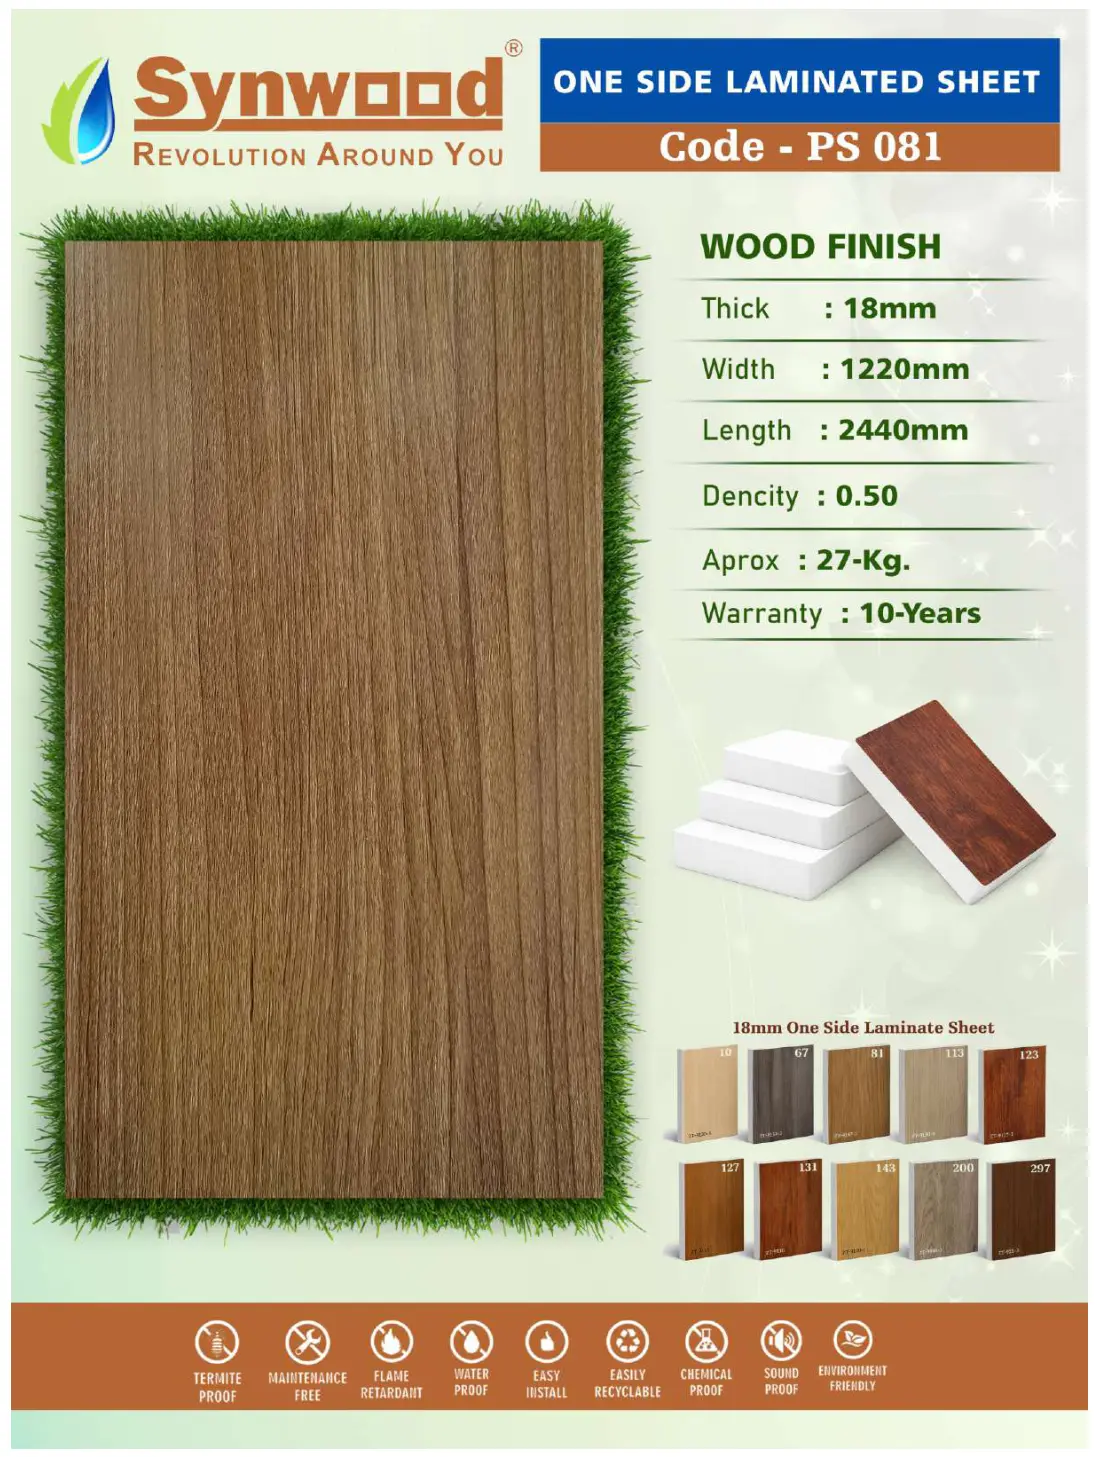 Synwood®
REVOLUTION AROUND YOU
ONE SIDE LAMINATED SHEET
Code - PS 081
WOOD FINISH
Thick : 18mm
Width : 1220mm
Length : 2440mm
Dencity : 0.50
Aprox : 27-Kg.
Warranty : 10-Years
18mm One Side Laminate Sheet
10
67
81
113
123
127
131
143
200
297
TERMITE PROOF
MAINTENANCE FREE
FLAME RETARDANT
WATER PROOF
EASY INSTALL
EASILY RECYCLABLE
CHEMICAL PROOF
SOUND PROOF
ENVIRONMENT FRIENDLY